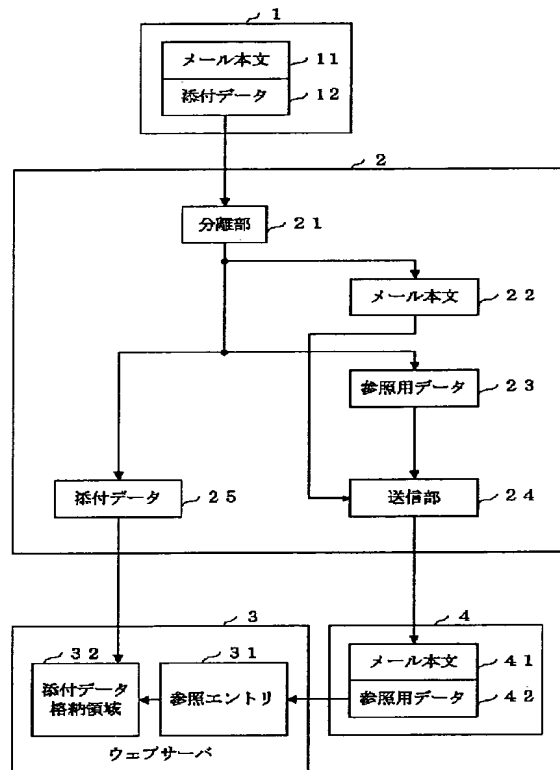 1
メール本文
11
添付データ
12
2
分離部
21
メール本文
22
参照用データ
23
添付データ
25
送信部
24
3
4
32
31
添付データ
格納領域
参照エントリ
メール本文
41
参照用データ
42
ウェブサーバ